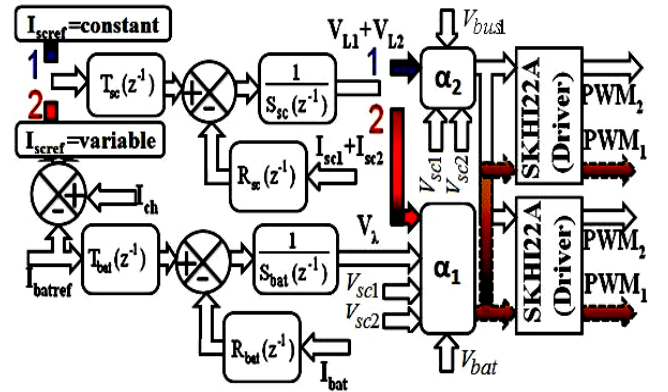 I_scref=constant
1
2
I_scref=variable
T_sc(z^-1)
+
-
1
S_sc(z^-1)
R_sc(z^-1)
I_sc1+I_sc2
V_L1+V_L2
1
2
V_bus1
α_2
V_sc1
V_sc2
SKHI22A
(Driver)
PWM_2
PWM_1
-
+
I_ch
I_batref
T_bat(z^-1)
+
-
1
S_bat(z^-1)
R_bat(z^-1)
I_bat
V_λ
V_sc1
V_sc2
α_1
V_bat
SKHI22A
(Driver)
PWM_2
PWM_1